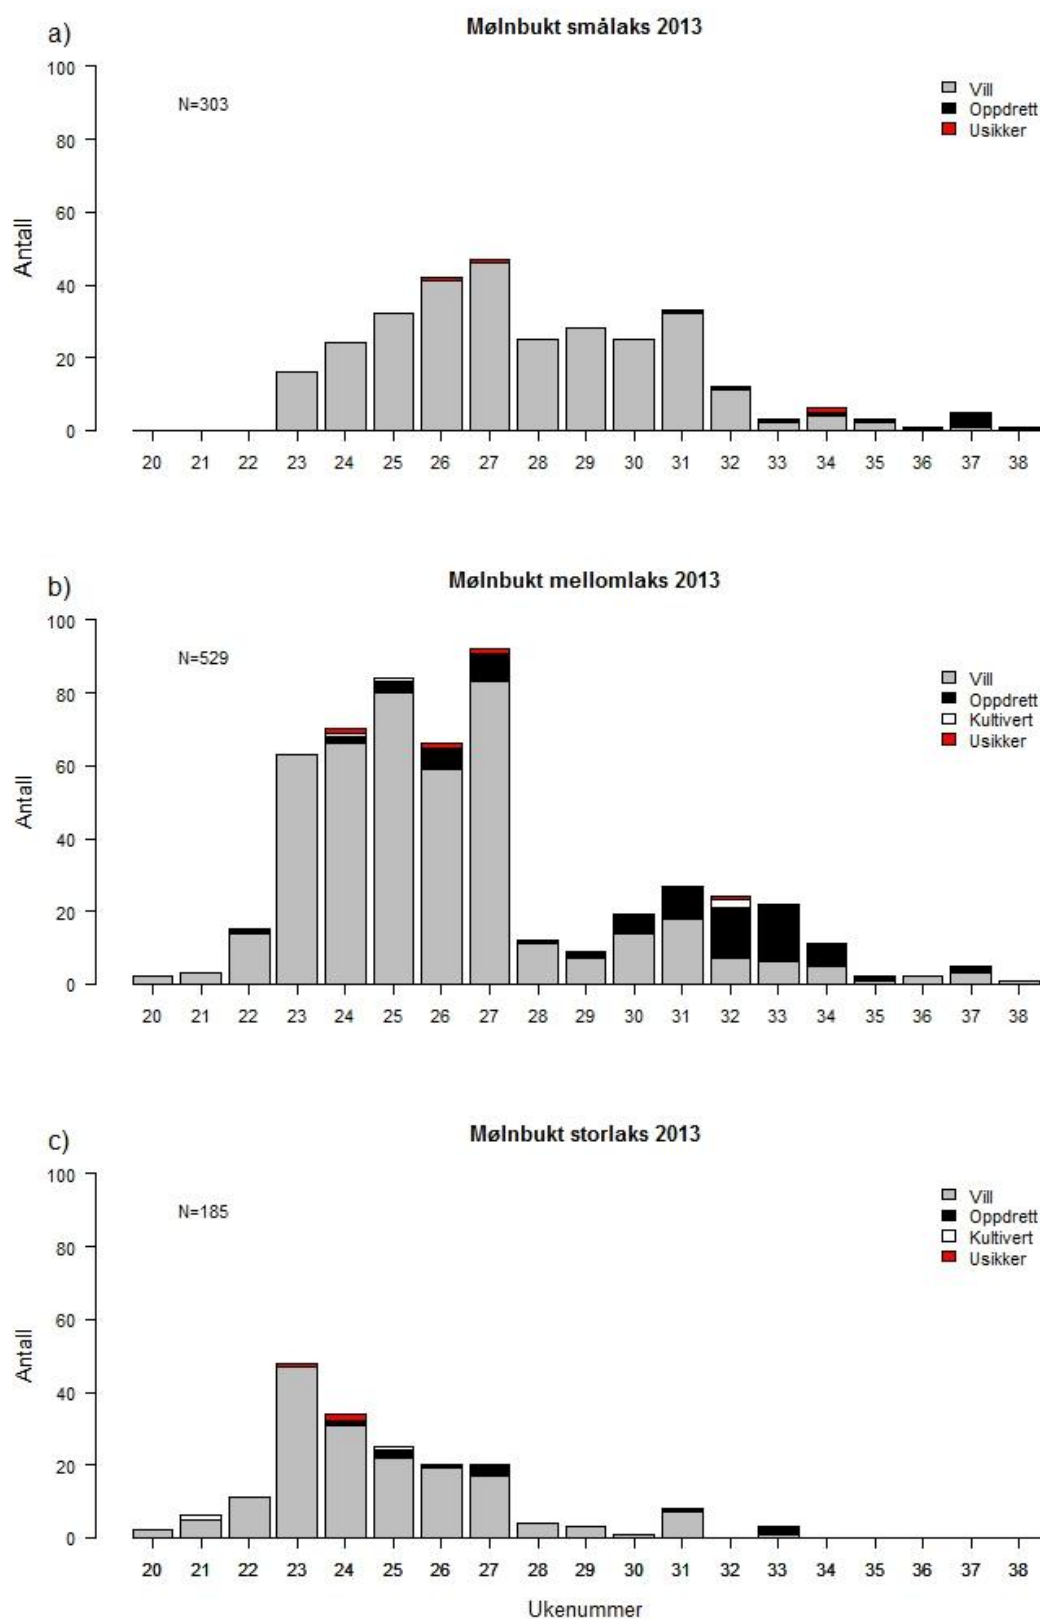 a)
Mølnbukt smålaks 2013
N=303
Vill
Oppdrett
Usikker
Antall
100
80
60
40
20
0
20 21 22 23 24 25 26 27 28 29 30 31 32 33 34 35 36 37 38
b)
Mølnbukt mellomlaks 2013
N=529
Vill
Oppdrett
Kultivert
Usikker
Antall
100
80
60
40
20
0
20 21 22 23 24 25 26 27 28 29 30 31 32 33 34 35 36 37 38
c)
Mølnbukt storlaks 2013
N=185
Vill
Oppdrett
Kultivert
Usikker
Antall
100
80
60
40
20
0
20 21 22 23 24 25 26 27 28 29 30 31 32 33 34 35 36 37 38
Ukenummer